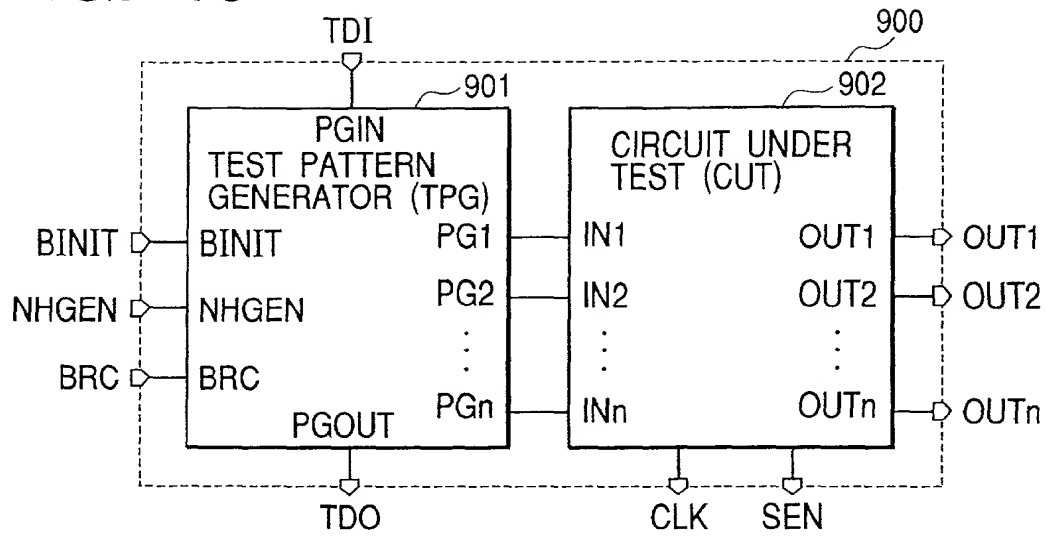 TDI
900
901
902
PGIN
TEST PATTERN
GENERATOR (TPG)
CIRCUIT UNDER
TEST (CUT)
BINIT BINIT PG1 IN1 OUT1 OUT1
NHGEN NHGEN PG2 IN2 OUT2 OUT2
BRC BRC
PGn INn OUTn OUTn
PGOUT
TDO CLK SEN